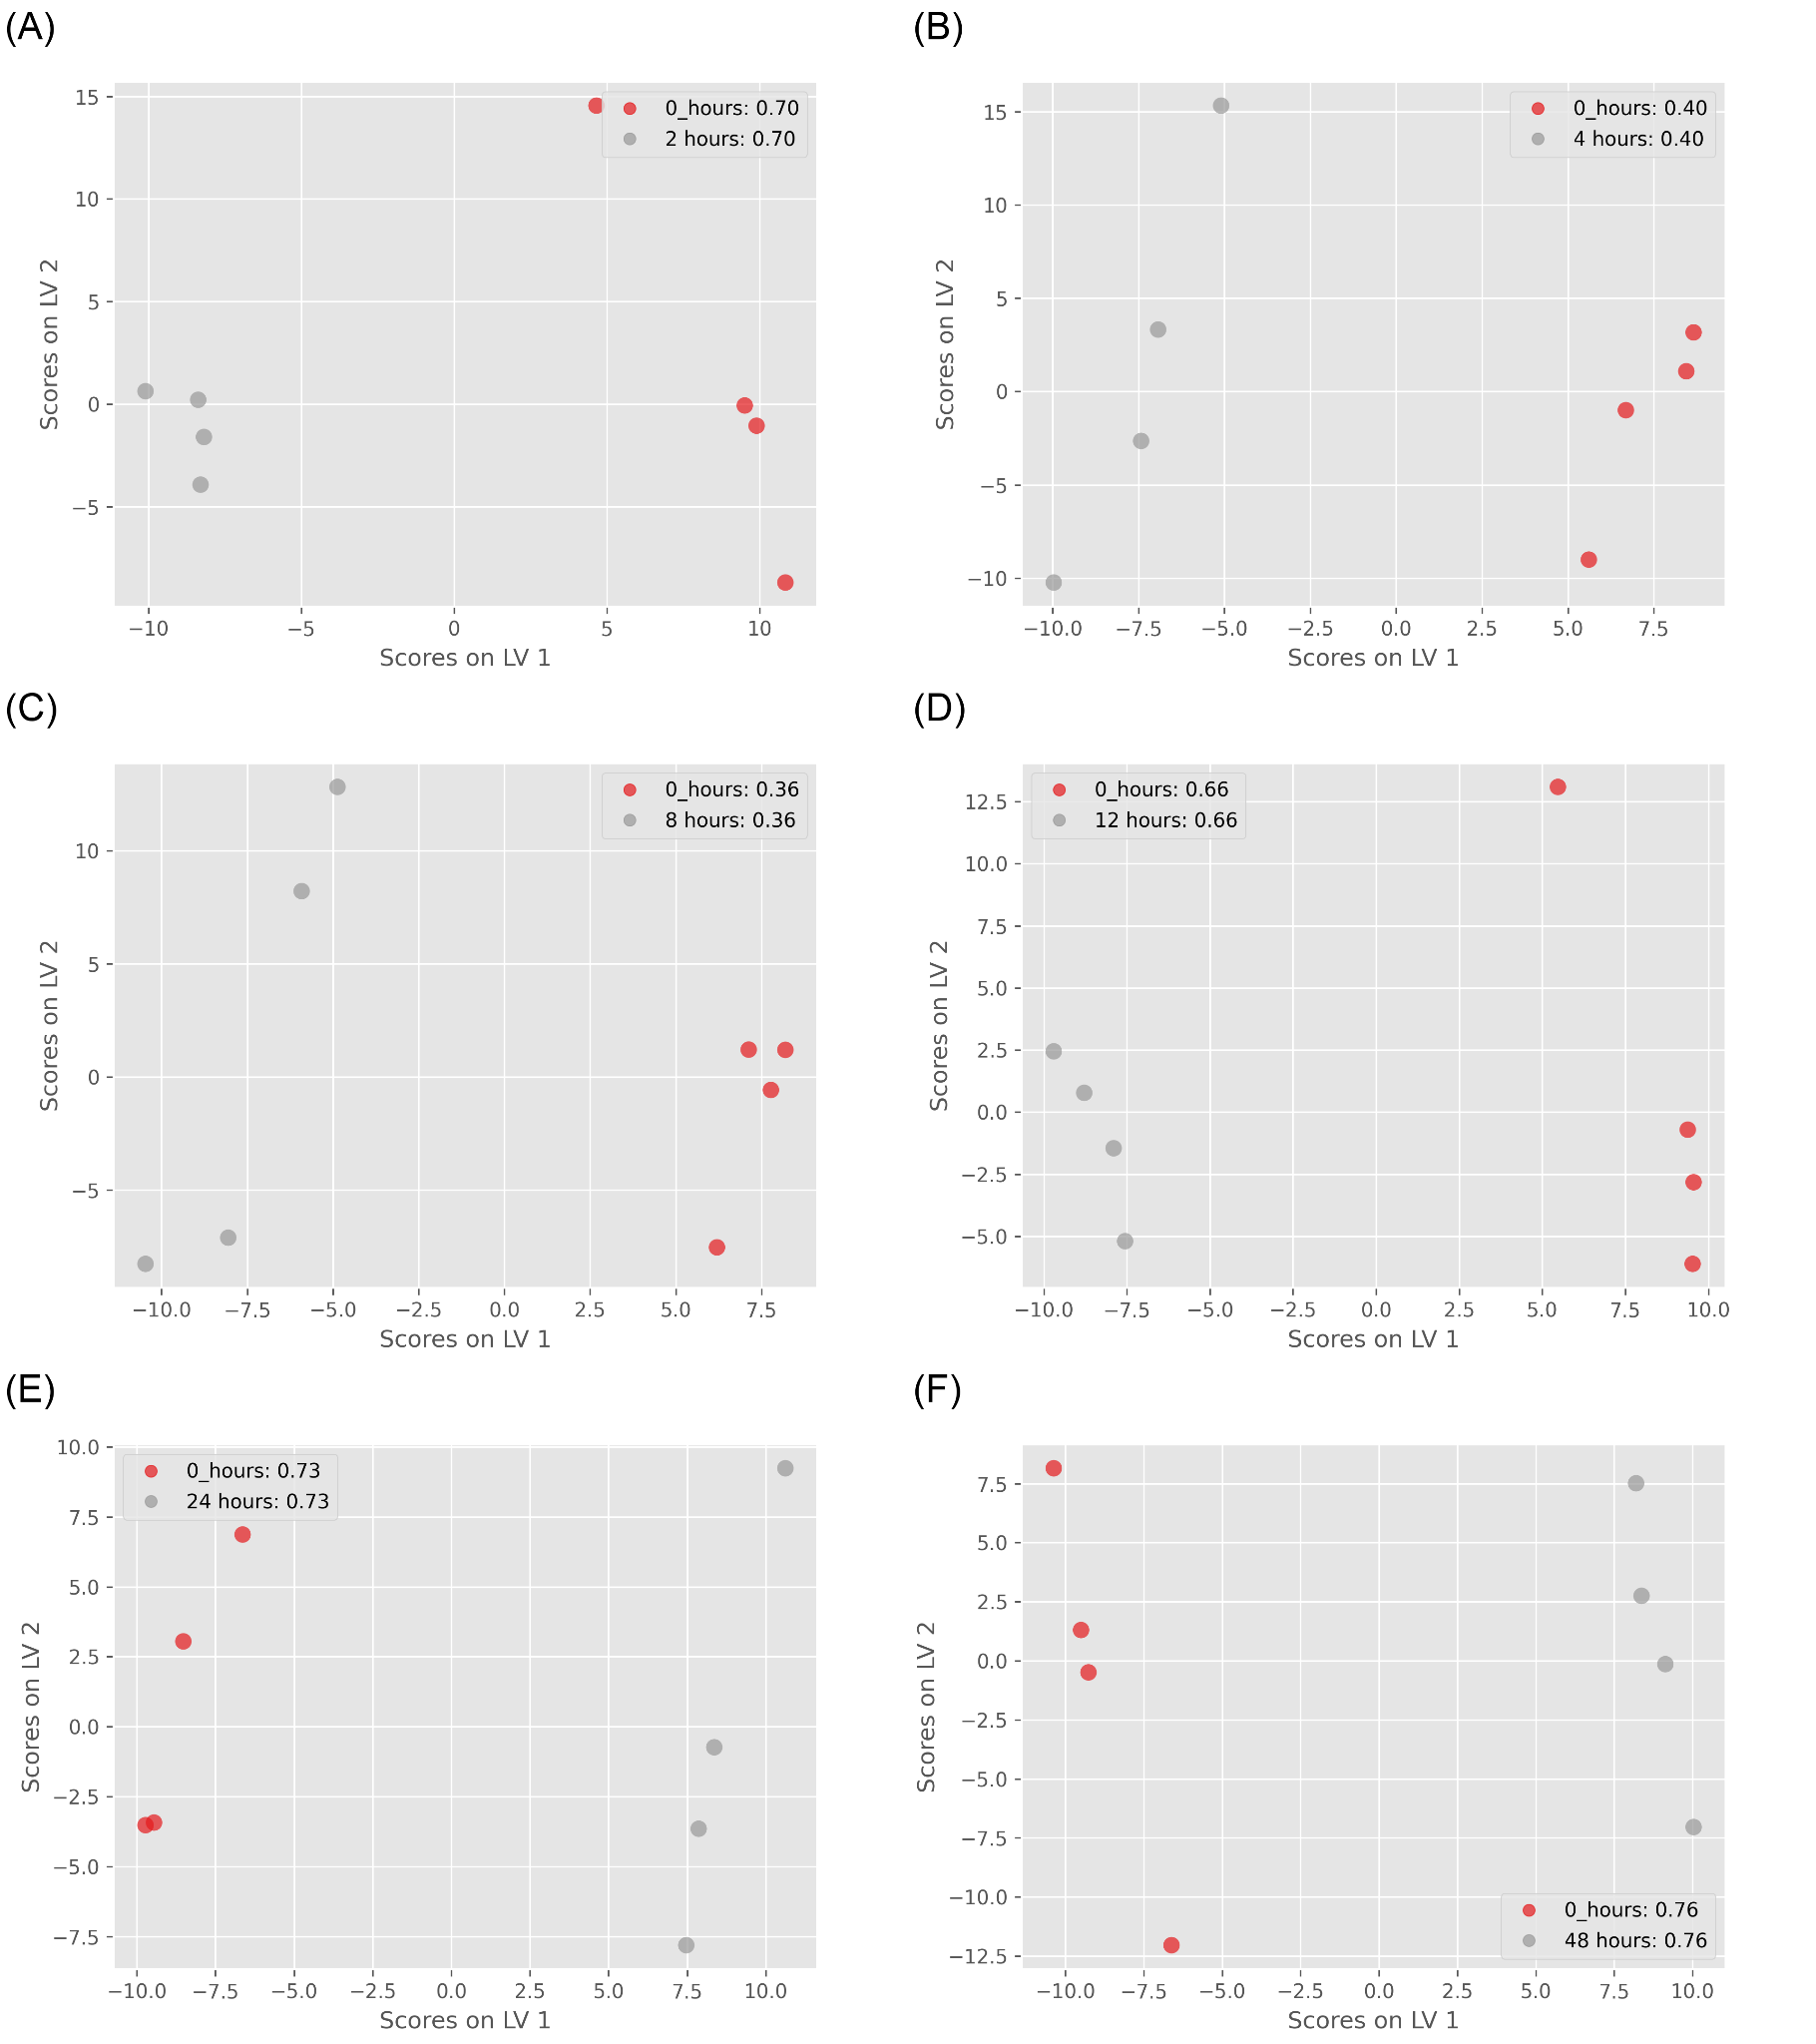 (A)
15
10
5
0
−5
−10 −5 0 5 10
Scores on LV 2
Scores on LV 1
0_hours: 0.70
2 hours: 0.70
(B)
15
10
5
0
−5
−10
−10.0 −7.5 −5.0 −2.5 0.0 2.5 5.0 7.5
Scores on LV 2
Scores on LV 1
0_hours: 0.40
4 hours: 0.40
(C)
10
5
0
−5
−10.0 −7.5 −5.0 −2.5 0.0 2.5 5.0 7.5
Scores on LV 2
Scores on LV 1
0_hours: 0.36
8 hours: 0.36
(D)
12.5
10.0
7.5
5.0
2.5
0.0
−2.5
−5.0
−10.0 −7.5 −5.0 −2.5 0.0 2.5 5.0 7.5 10.0
Scores on LV 2
Scores on LV 1
0_hours: 0.66
12 hours: 0.66
(E)
10.0
7.5
5.0
2.5
0.0
−2.5
−5.0
−7.5
−10.0 −7.5 −5.0 −2.5 0.0 2.5 5.0 7.5 10.0
Scores on LV 2
Scores on LV 1
0_hours: 0.73
24 hours: 0.73
(F)
7.5
5.0
2.5
0.0
−2.5
−5.0
−7.5
−10.0
−12.5
−10.0 −7.5 −5.0 −2.5 0.0 2.5 5.0 7.5 10.0
Scores on LV 2
Scores on LV 1
0_hours: 0.76
48 hours: 0.76